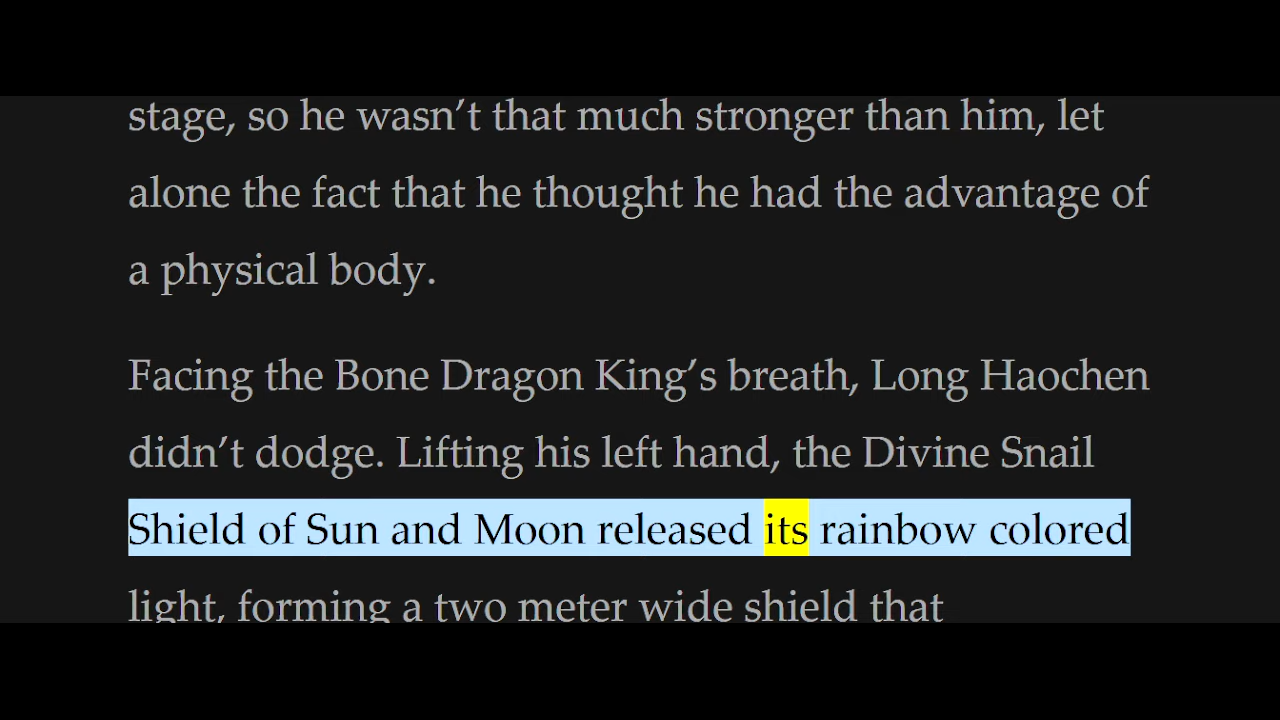 stage, so he wasn’t that much stronger than him, let
alone the fact that he thought he had the advantage of
a physical body.
Facing the Bone Dragon King’s breath, Long Haochen
didn’t dodge. Lifting his left hand, the Divine Snail
Shield of Sun and Moon released its rainbow colored
light, forming a two meter wide shield that